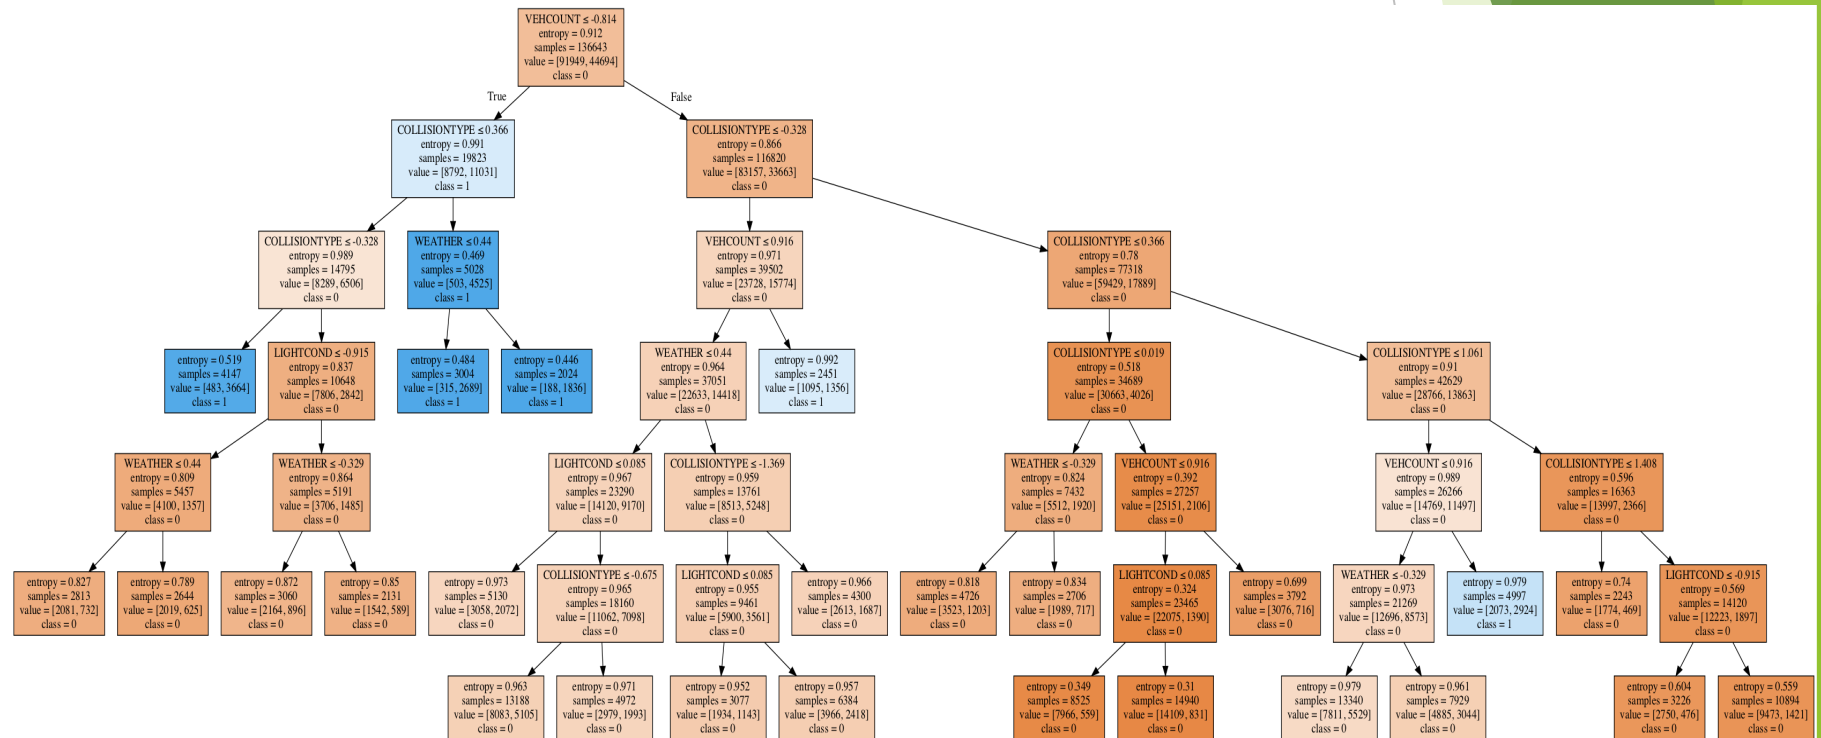 VEHCOUNT ≤ -0.814
entropy = 0.912
samples = 136643
value = [91949, 44694]
class = 0
True
False
COLLISIONTYPE ≤ 0.366
entropy = 0.991
samples = 19823
value = [8792, 11031]
class = 1
COLLISIONTYPE ≤ -0.328
entropy = 0.866
samples = 116820
value = [83157, 33663]
class = 0
COLLISIONTYPE ≤ -0.328
entropy = 0.989
samples = 14795
value = [8289, 6506]
class = 0
WEATHER ≤ 0.44
entropy = 0.469
samples = 5028
value = [503, 4525]
class = 1
VEHCOUNT ≤ 0.916
entropy = 0.971
samples = 39502
value = [23728, 15774]
class = 0
COLLISIONTYPE ≤ 0.366
entropy = 0.78
samples = 77318
value = [59429, 17889]
class = 0
entropy = 0.519
samples = 4147
value = [483, 3664]
class = 1
LIGHTCOND ≤ -0.915
entropy = 0.837
samples = 10648
value = [7806, 2842]
class = 0
entropy = 0.484
samples = 3004
value = [315, 2689]
class = 1
entropy = 0.446
samples = 2024
value = [188, 1836]
class = 1
WEATHER ≤ 0.44
entropy = 0.964
samples = 37051
value = [22633, 14418]
class = 0
entropy = 0.992
samples = 2451
value = [1095, 1356]
class = 1
COLLISIONTYPE ≤ 0.019
entropy = 0.518
samples = 34689
value = [30663, 4026]
class = 0
COLLISIONTYPE ≤ 1.061
entropy = 0.91
samples = 42629
value = [28766, 13863]
class = 0
WEATHER ≤ 0.44
entropy = 0.809
samples = 5457
value = [4100, 1357]
class = 0
WEATHER ≤ -0.329
entropy = 0.864
samples = 5191
value = [3706, 1485]
class = 0
LIGHTCOND ≤ 0.085
entropy = 0.967
samples = 23290
value = [14120, 9170]
class = 0
COLLISIONTYPE ≤ -1.369
entropy = 0.959
samples = 13761
value = [8513, 5248]
class = 0
WEATHER ≤ -0.329
entropy = 0.824
samples = 7432
value = [5512, 1920]
class = 0
VEHCOUNT ≤ 0.916
entropy = 0.392
samples = 27257
value = [25151, 2106]
class = 0
VEHCOUNT ≤ 0.916
entropy = 0.989
samples = 26266
value = [14769, 11497]
class = 0
COLLISIONTYPE ≤ 1.408
entropy = 0.596
samples = 16363
value = [13997, 2366]
class = 0
entropy = 0.827
samples = 2813
value = [2081, 732]
class = 0
entropy = 0.789
samples = 2644
value = [2019, 625]
class = 0
entropy = 0.872
samples = 3060
value = [2164, 896]
class = 0
entropy = 0.85
samples = 2131
value = [1542, 589]
class = 0
entropy = 0.973
samples = 5130
value = [3058, 2072]
class = 0
COLLISIONTYPE ≤ -0.675
entropy = 0.965
samples = 18160
value = [11062, 7098]
class = 0
LIGHTCOND ≤ 0.085
entropy = 0.955
samples = 9461
value = [5900, 3561]
class = 0
entropy = 0.966
samples = 4300
value = [2613, 1687]
class = 0
entropy = 0.818
samples = 4726
value = [3523, 1203]
class = 0
entropy = 0.834
samples = 2706
value = [1989, 717]
class = 0
LIGHTCOND ≤ 0.085
entropy = 0.324
samples = 23465
value = [22075, 1390]
class = 0
entropy = 0.699
samples = 3792
value = [3076, 716]
class = 0
WEATHER ≤ -0.329
entropy = 0.973
samples = 21269
value = [12696, 8573]
class = 0
entropy = 0.979
samples = 4997
value = [2073, 2924]
class = 1
entropy = 0.74
samples = 2243
value = [1774, 469]
class = 0
LIGHTCOND ≤ -0.915
entropy = 0.569
samples = 14120
value = [12223, 1897]
class = 0
entropy = 0.963
samples = 13188
value = [8083, 5105]
class = 0
entropy = 0.971
samples = 4972
value = [2979, 1993]
class = 0
entropy = 0.952
samples = 3077
value = [1934, 1143]
class = 0
entropy = 0.957
samples = 6384
value = [3966, 2418]
class = 0
entropy = 0.349
samples = 8525
value = [7966, 559]
class = 0
entropy = 0.31
samples = 14940
value = [14109, 831]
class = 0
entropy = 0.979
samples = 13340
value = [7811, 5529]
class = 0
entropy = 0.961
samples = 7929
value = [4885, 3044]
class = 0
entropy = 0.604
samples = 3226
value = [2750, 476]
class = 0
entropy = 0.559
samples = 10894
value = [9473, 1421]
class = 0